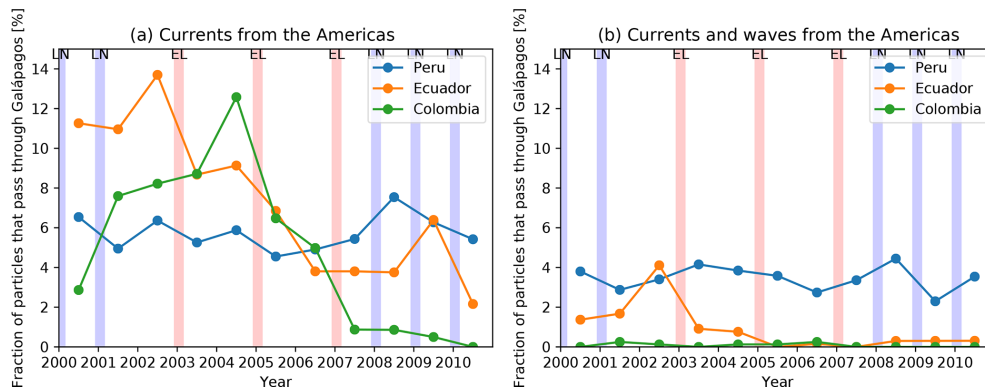 (a) Currents from the Americas
LN LN EL EL EL LN LN LN
Peru
Ecuador
Colombia
Fraction of particles that pass through Galápagos [%]
14
12
10
8
6
4
2
0
2000 2001 2002 2003 2004 2005 2006 2007 2008 2009 2010
Year
(b) Currents and waves from the Americas
LN LN EL EL EL LN LN LN
Peru
Ecuador
Colombia
Fraction of particles that pass through Galápagos [%]
14
12
10
8
6
4
2
0
2000 2001 2002 2003 2004 2005 2006 2007 2008 2009 2010
Year